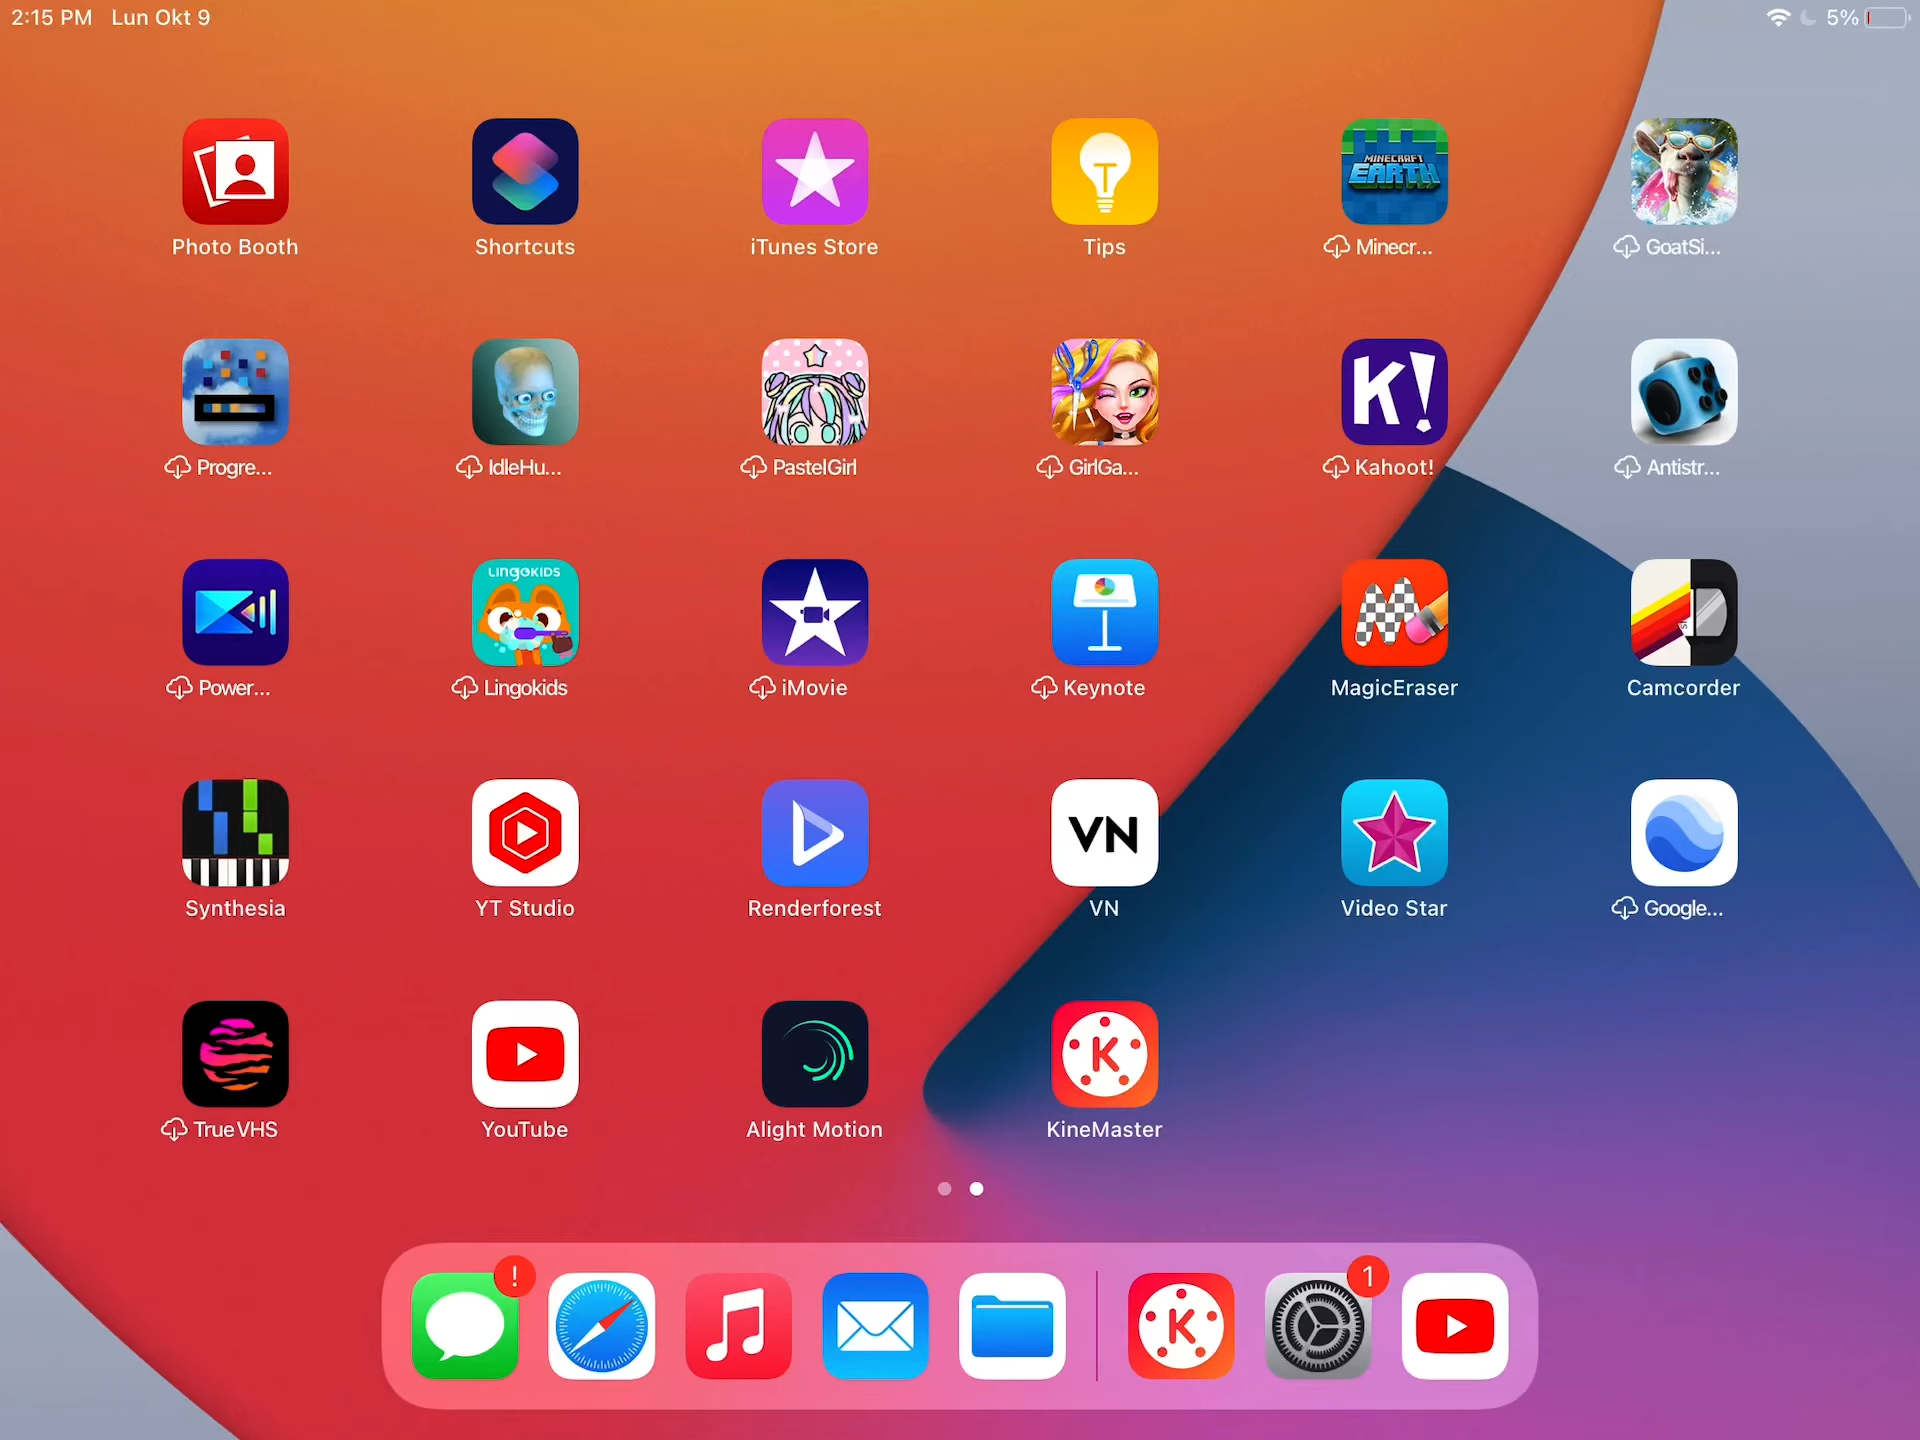 2:15 PM Lun Okt 9
5%
Photo Booth
Shortcuts
iTunes Store
T
Tips
MINECRAFT
EARTH
Minecr...
GoatSi...
Progre...
IdleHu...
PastelGirl
GirlGa...
K!
Kahoot!
Antistr...
Power...
LINGOKIDS
Lingokids
iMovie
Keynote
M
MagicEraser
Camcorder
Synthesia
YT Studio
Renderforest
VN
VN
Video Star
Google...
TrueVHS
YouTube
Alight Motion
K
KineMaster
!
K
1